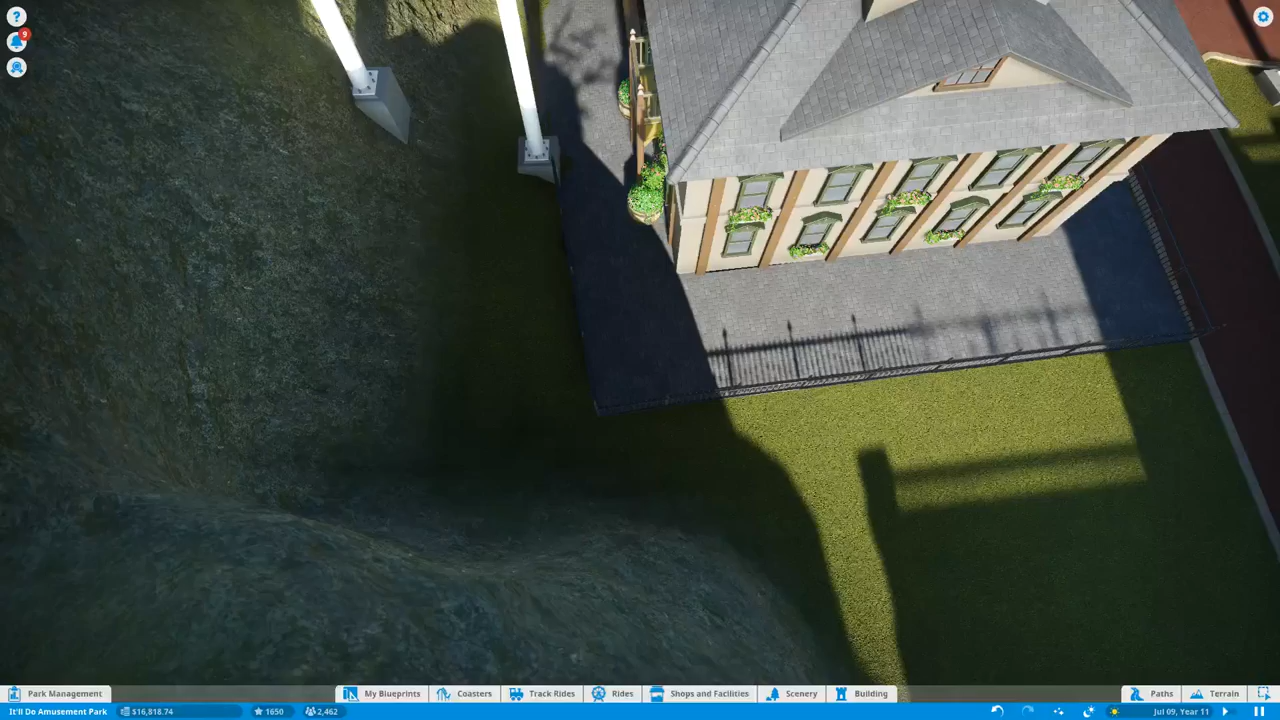 ?
9
Park Management
My Blueprints
Coasters
Track Rides
Rides
Shops and Facilities
Scenery
Building
Paths
Terrain
It'll Do Amusement Park
$16,818.74
1650
2,462
Jul 09, Year 11